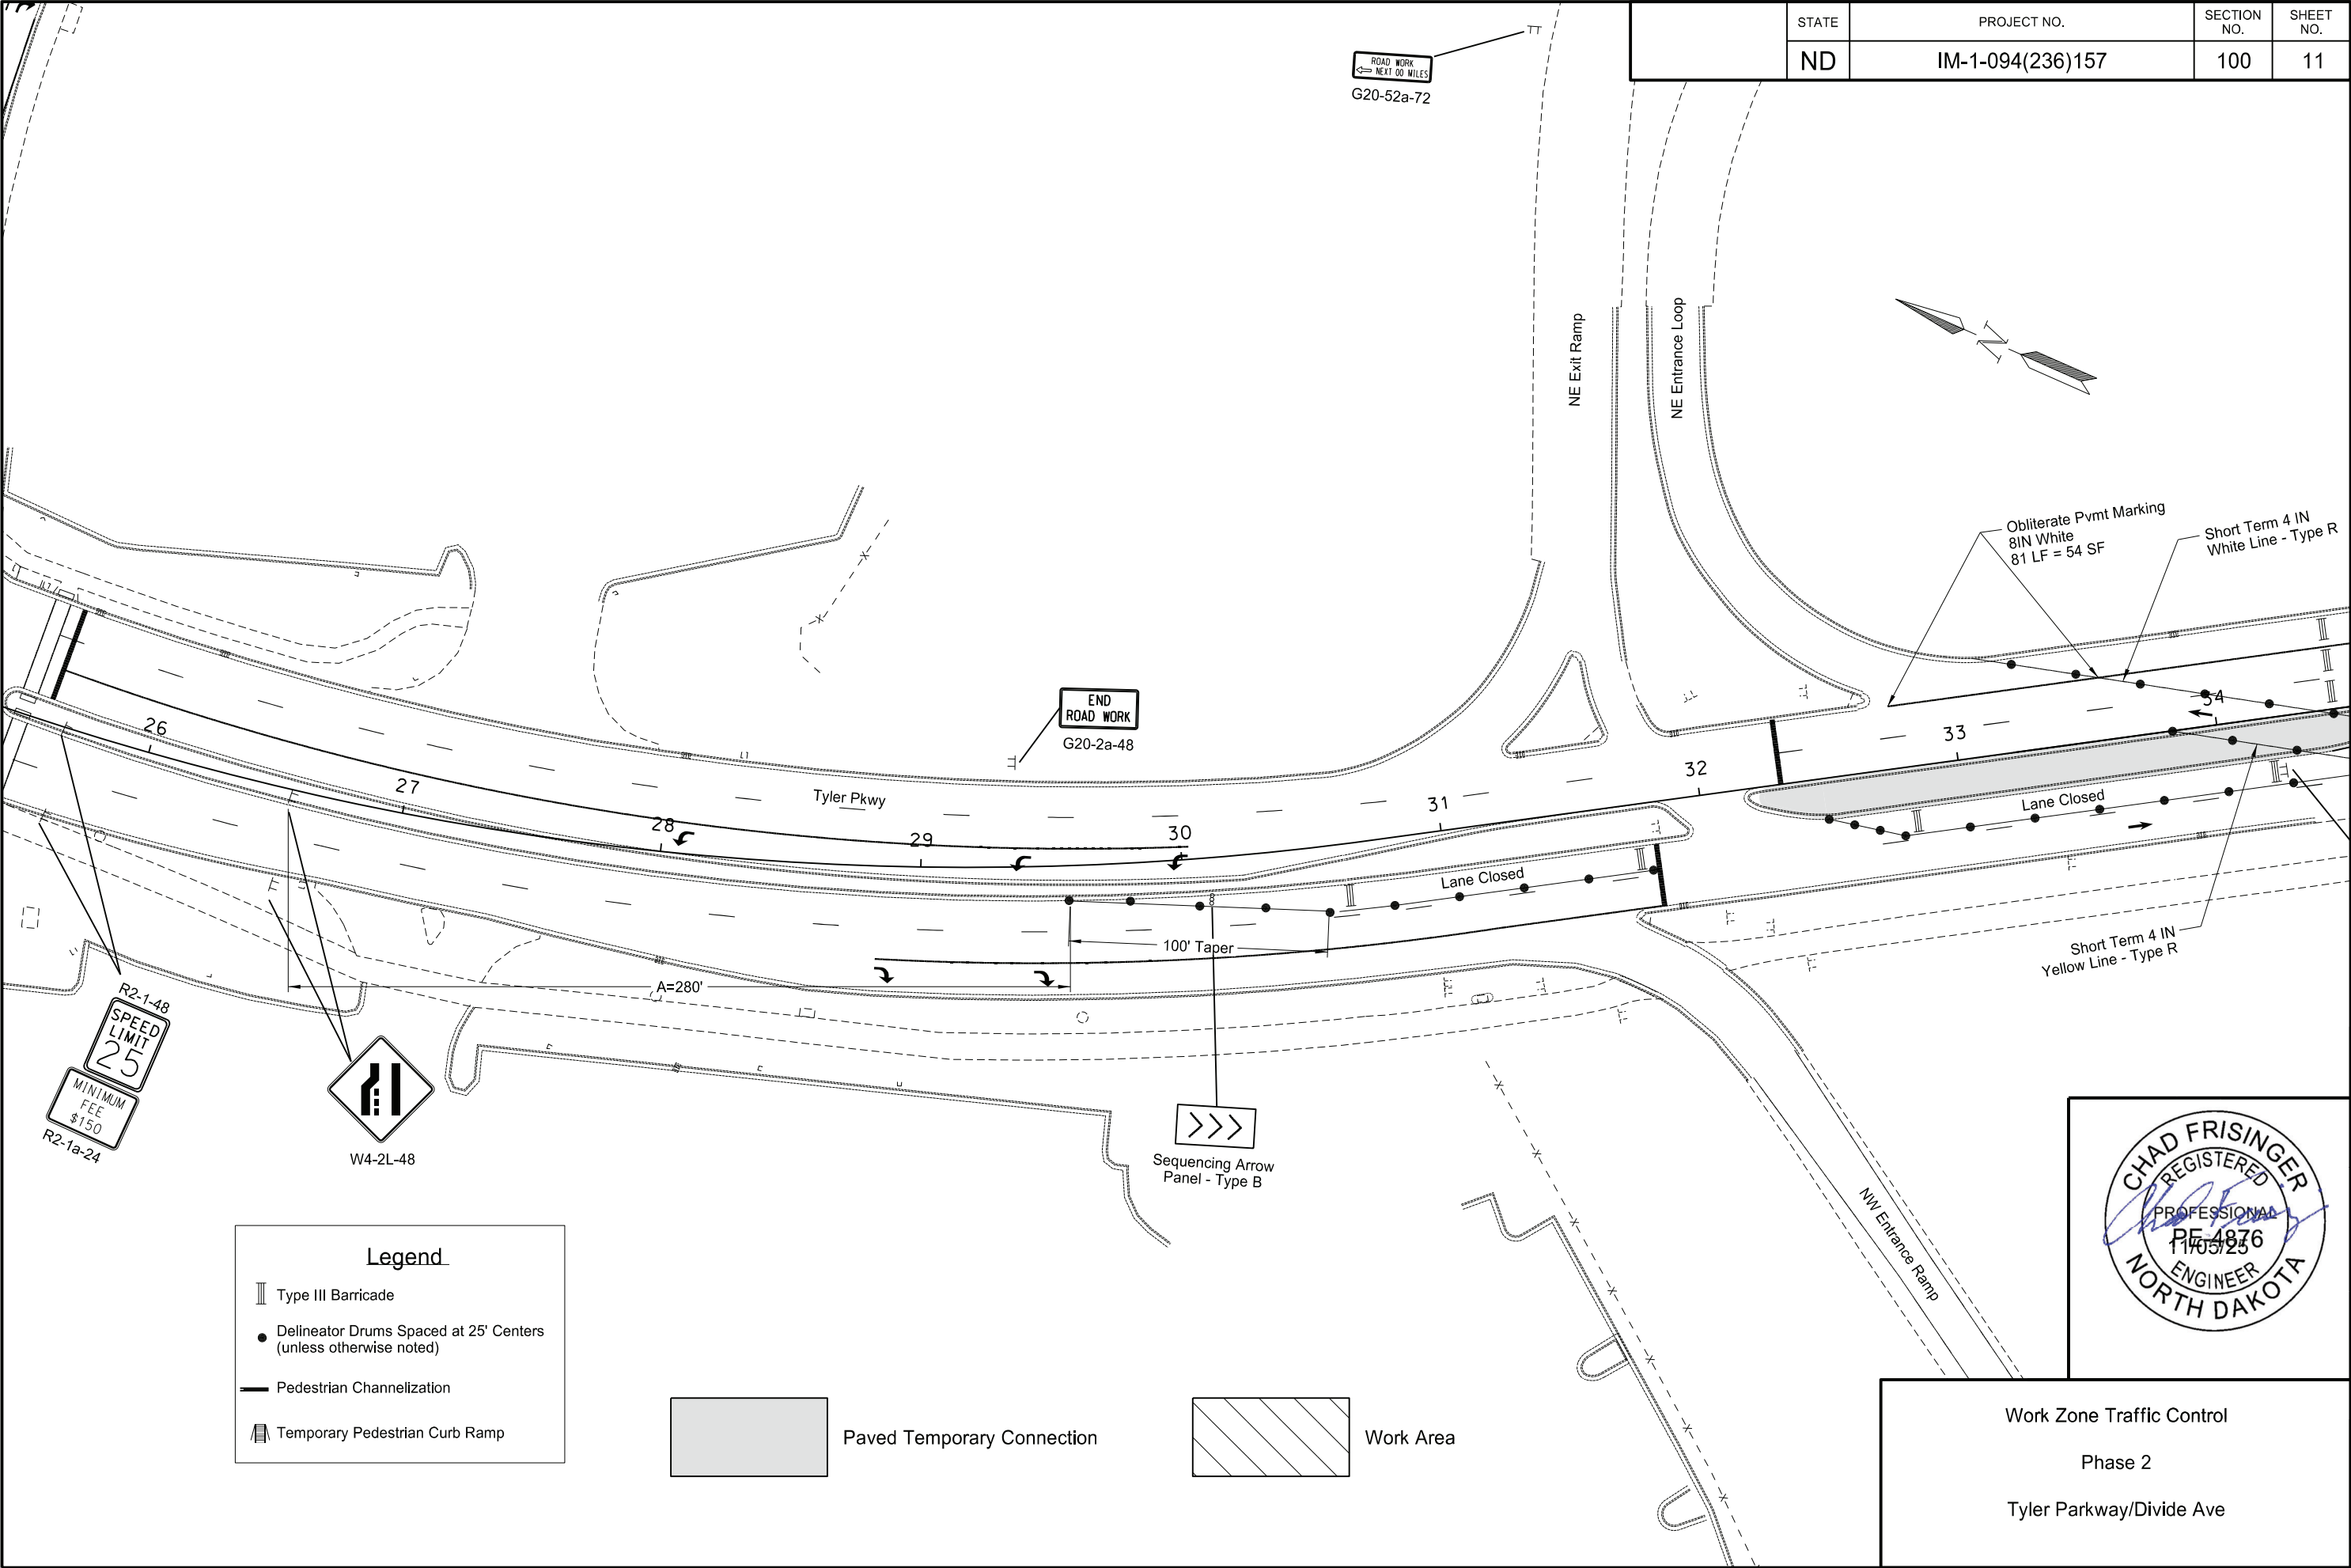 STATE
PROJECT NO.
SECTION
NO.
SHEET
NO.
ND
IM-1-094(236)157
100
11
ROAD WORK
NEXT 00 MILES
G20-52a-72
NE Exit Ramp
NE Entrance Loop
N
Obliterate Pvmt Marking
8IN White
81 LF = 54 SF
Short Term 4 IN
White Line - Type R
END
ROAD WORK
G20-2a-48
26
27
28
29
30
31
32
33
34
Tyler Pkwy
Lane Closed
Lane Closed
100' Taper
A=280'
Short Term 4 IN
Yellow Line - Type R
R2-1-48
SPEED
LIMIT
25
MINIMUM
FEE
$150
R2-1a-24
W4-2L-48
Sequencing Arrow
Panel - Type B
NW Entrance Ramp
Legend
Type III Barricade
Delineator Drums Spaced at 25' Centers
(unless otherwise noted)
Pedestrian Channelization
Temporary Pedestrian Curb Ramp
Paved Temporary Connection
Work Area
CHAD FRISINGER
REGISTERED
PROFESSIONAL
PE-4876
11/05/25
ENGINEER
NORTH DAKOTA
Work Zone Traffic Control
Phase 2
Tyler Parkway/Divide Ave